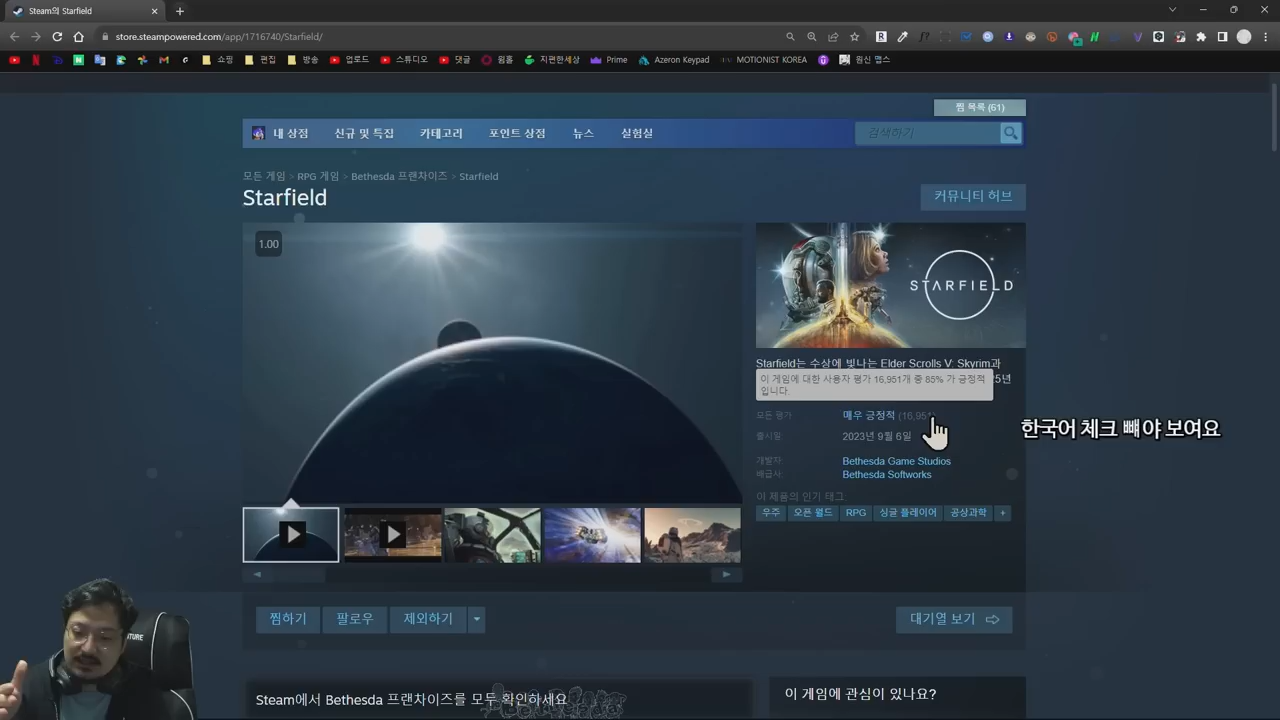 Steam의 Starfield
store.steampowered.com/app/1716740/Starfield/
쇼핑
편집
방송
업로드
스튜디오
댓글
원홀
지편한세상
Prime
Azeron Keypad
MOTIONIST KOREA
원신 맵스
찜 목록 (61)
내 상점
신규 및 특집
카테고리
포인트 상점
뉴스
실험실
검색하기
모든 게임 > RPG 게임 > Bethesda 프랜차이즈 > Starfield
Starfield
커뮤니티 허브
1.00
STARFIELD
Starfield는 수상에 빛나는 Elder Scrolls V: Skyrim과
이 게임에 대한 사용자 평가 16,951개 중 85% 가 긍정적
입니다.
5년
모든 평가:
매우 긍정적 (16,951)
출시일:
2023년 9월 6일
한국어 체크 빼야 보여요
개발자:
Bethesda Game Studios
배급사:
Bethesda Softworks
이 제품의 인기 태그:
우주
오픈 월드
RPG
싱글 플레이어
공상과학
+
찜하기
팔로우
제외하기
대기열 보기
Steam에서 Bethesda 프랜차이즈를 모두 확인하세요
이 게임에 관심이 있나요?